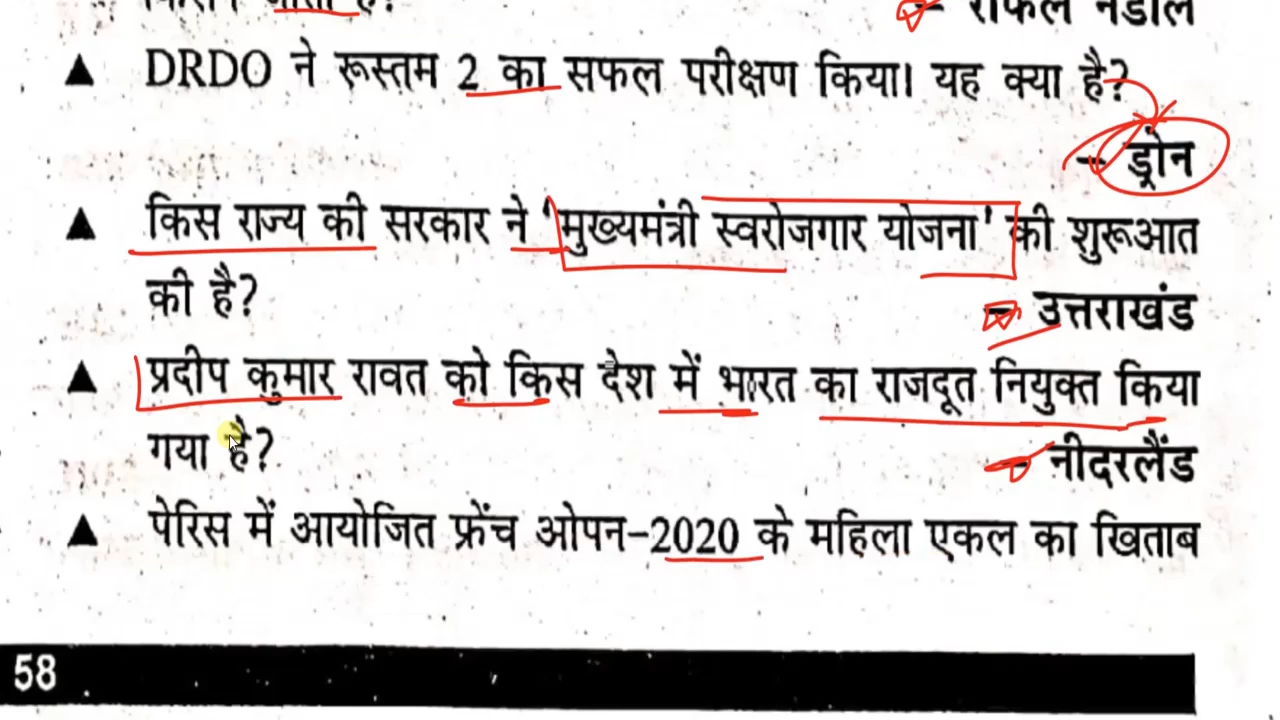 जाता है?
– राफेल नडाल
▲ DRDO ने रूस्तम 2 का सफल परीक्षण किया। यह क्या है?
– ड्रोन
▲ किस राज्य की सरकार ने 'मुख्यमंत्री स्वरोजगार योजना' की शुरूआत
की है?
– उत्तराखंड
▲ प्रदीप कुमार रावत को किस देश में भारत का राजदूत नियुक्त किया
गया है?
– नीदरलैंड
▲ पेरिस में आयोजित फ्रेंच ओपन–2020 के महिला एकल का खिताब
58